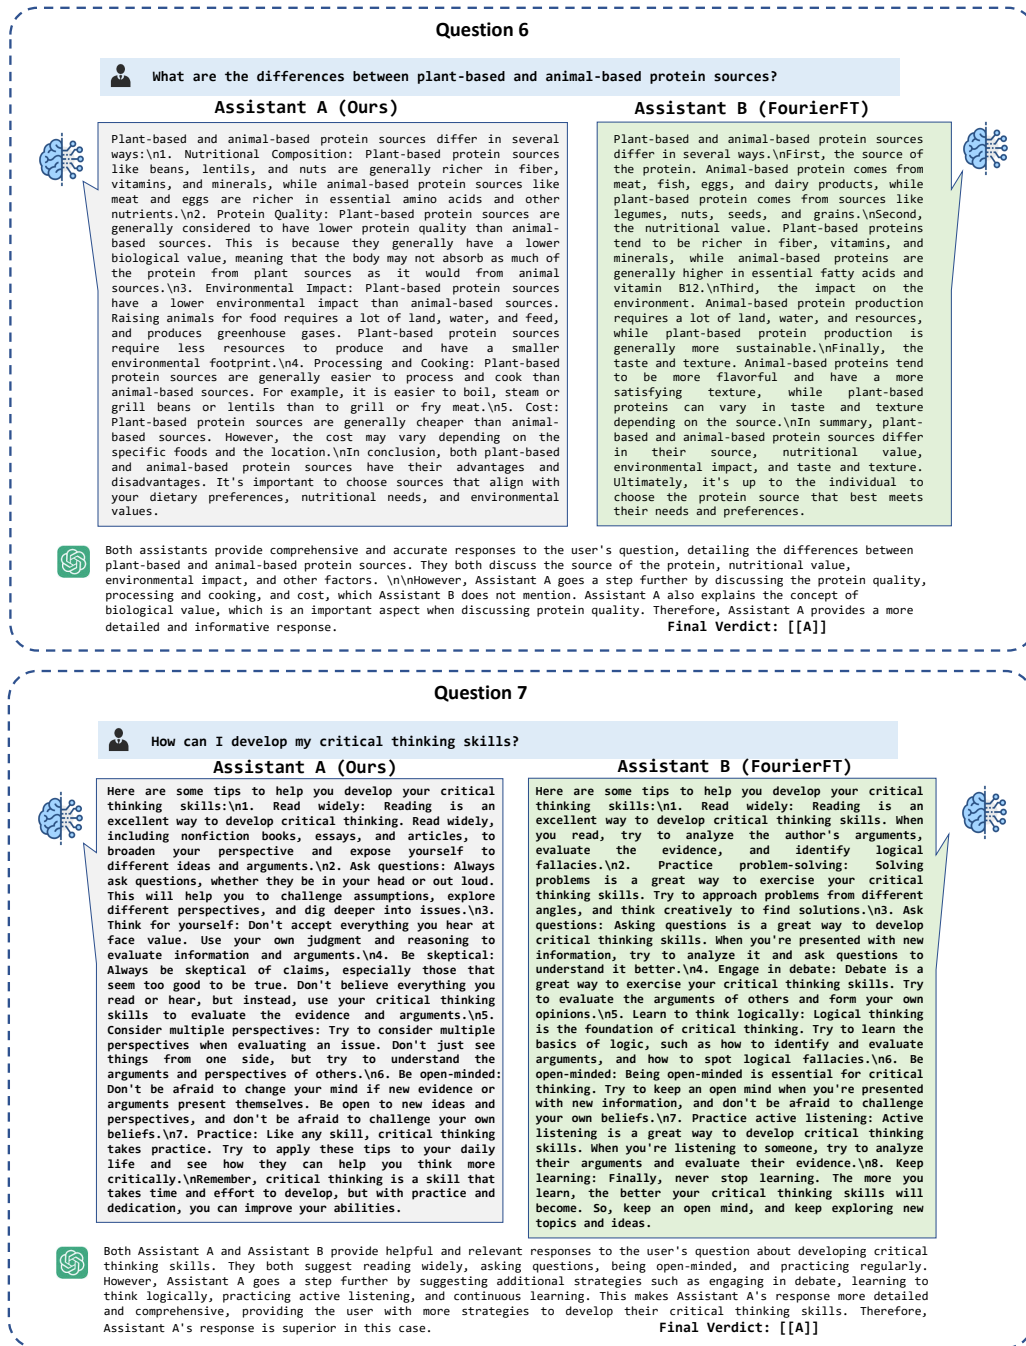 Question 6
What are the differences between plant-based and animal-based protein sources?
Assistant A (Ours)
Plant-based and animal-based protein sources differ in several
ways:\n1. Nutritional Composition: Plant-based protein sources
like beans, lentils, and nuts are generally richer in fiber,
vitamins, and minerals, while animal-based protein sources like
meat and eggs are richer in essential amino acids and other
nutrients.\n2. Protein Quality: Plant-based protein sources are
generally considered to have lower protein quality than animal-
based sources. This is because they generally have a lower
biological value, meaning that the body may not absorb as much of
the protein from plant sources as it would from animal
sources.\n3. Environmental Impact: Plant-based protein sources
have a lower environmental impact than animal-based sources.
Raising animals for food requires a lot of land, water, and feed,
and produces greenhouse gases. Plant-based protein sources
require less resources to produce and have a smaller
environmental footprint.\n4. Processing and Cooking: Plant-based
protein sources are generally easier to process and cook than
animal-based sources. For example, it is easier to boil, steam or
grill beans or lentils than to grill or fry meat.\n5. Cost:
Plant-based protein sources are generally cheaper than animal-
based sources. However, the cost may vary depending on the
specific foods and the location.\nIn conclusion, both plant-based
and animal-based protein sources have their advantages and
disadvantages. It's important to choose sources that align with
your dietary preferences, nutritional needs, and environmental
values.
Assistant B (FourierFT)
Plant-based and animal-based protein sources
differ in several ways.\nFirst, the source of
the protein. Animal-based protein comes from
meat, fish, eggs, and dairy products, while
plant-based protein comes from sources like
legumes, nuts, seeds, and grains.\nSecond,
the nutritional value. Plant-based proteins
tend to be richer in fiber, vitamins, and
minerals, while animal-based proteins are
generally higher in essential fatty acids and
vitamin B12.\nThird, the impact on the
environment. Animal-based protein production
requires a lot of land, water, and resources,
while plant-based protein production is
generally more sustainable.\nFinally, the
taste and texture. Animal-based proteins tend
to be more flavorful and have a more
satisfying texture, while plant-based
proteins can vary in taste and texture
depending on the source.\nIn summary, plant-
based and animal-based protein sources differ
in their source, nutritional value,
environmental impact, and taste and texture.
Ultimately, it's up to the individual to
choose the protein source that best meets
their needs and preferences.
Both assistants provide comprehensive and accurate responses to the user's question, detailing the differences between
plant-based and animal-based protein sources. They both discuss the source of the protein, nutritional value,
environmental impact, and other factors. \n\nHowever, Assistant A goes a step further by discussing the protein quality,
processing and cooking, and cost, which Assistant B does not mention. Assistant A also explains the concept of
biological value, which is an important aspect when discussing protein quality. Therefore, Assistant A provides a more
detailed and informative response.
Final Verdict: [[A]]
Question 7
How can I develop my critical thinking skills?
Assistant A (Ours)
Here are some tips to help you develop your critical
thinking skills:\n1. Read widely: Reading is an
excellent way to develop critical thinking. Read widely,
including nonfiction books, essays, and articles, to
broaden your perspective and expose yourself to
different ideas and arguments.\n2. Ask questions: Always
ask questions, whether they be in your head or out loud.
This will help you to challenge assumptions, explore
different perspectives, and dig deeper into issues.\n3.
Think for yourself: Don't accept everything you hear at
face value. Use your own judgment and reasoning to
evaluate information and arguments.\n4. Be skeptical:
Always be skeptical of claims, especially those that
seem too good to be true. Don't believe everything you
read or hear, but instead, use your critical thinking
skills to evaluate the evidence and arguments.\n5.
Consider multiple perspectives: Try to consider multiple
perspectives when evaluating an issue. Don't just see
things from one side, but try to understand the
arguments and perspectives of others.\n6. Be open-minded:
Don't be afraid to change your mind if new evidence or
arguments present themselves. Be open to new ideas and
perspectives, and don't be afraid to challenge your own
beliefs.\n7. Practice: Like any skill, critical thinking
takes practice. Try to apply these tips to your daily
life and see how they can help you think more
critically.\nRemember, critical thinking is a skill that
takes time and effort to develop, but with practice and
dedication, you can improve your abilities.
Assistant B (FourierFT)
Here are some tips to help you develop your critical
thinking skills:\n1. Read widely: Reading is an
excellent way to develop critical thinking skills. When
you read, try to analyze the author's arguments,
evaluate the evidence, and identify logical
fallacies.\n2. Practice problem-solving: Solving
problems is a great way to exercise your critical
thinking skills. Try to approach problems from different
angles, and think creatively to find solutions.\n3. Ask
questions: Asking questions is a great way to develop
critical thinking skills. When you're presented with new
information, try to analyze it and ask questions to
understand it better.\n4. Engage in debate: Debate is a
great way to exercise your critical thinking skills. Try
to evaluate the arguments of others and form your own
opinions.\n5. Learn to think logically: Logical thinking
is the foundation of critical thinking. Try to learn the
basics of logic, such as how to identify and evaluate
arguments, and how to spot logical fallacies.\n6. Be
open-minded: Being open-minded is essential for critical
thinking. Try to keep an open mind when you're presented
with new information, and don't be afraid to challenge
your own beliefs.\n7. Practice active listening: Active
listening is a great way to develop critical thinking
skills. When you're listening to someone, try to analyze
their arguments and evaluate their evidence.\n8. Keep
learning: Finally, never stop learning. The more you
learn, the better your critical thinking skills will
become. So, keep an open mind, and keep exploring new
topics and ideas.
Both Assistant A and Assistant B provide helpful and relevant responses to the user's question about developing critical
thinking skills. They both suggest reading widely, asking questions, being open-minded, and practicing regularly.
However, Assistant A goes a step further by suggesting additional strategies such as engaging in debate, learning to
think logically, practicing active listening, and continuous learning. This makes Assistant A's response more detailed
and comprehensive, providing the user with more strategies to develop their critical thinking skills. Therefore,
Assistant A's response is superior in this case.
Final Verdict: [[A]]